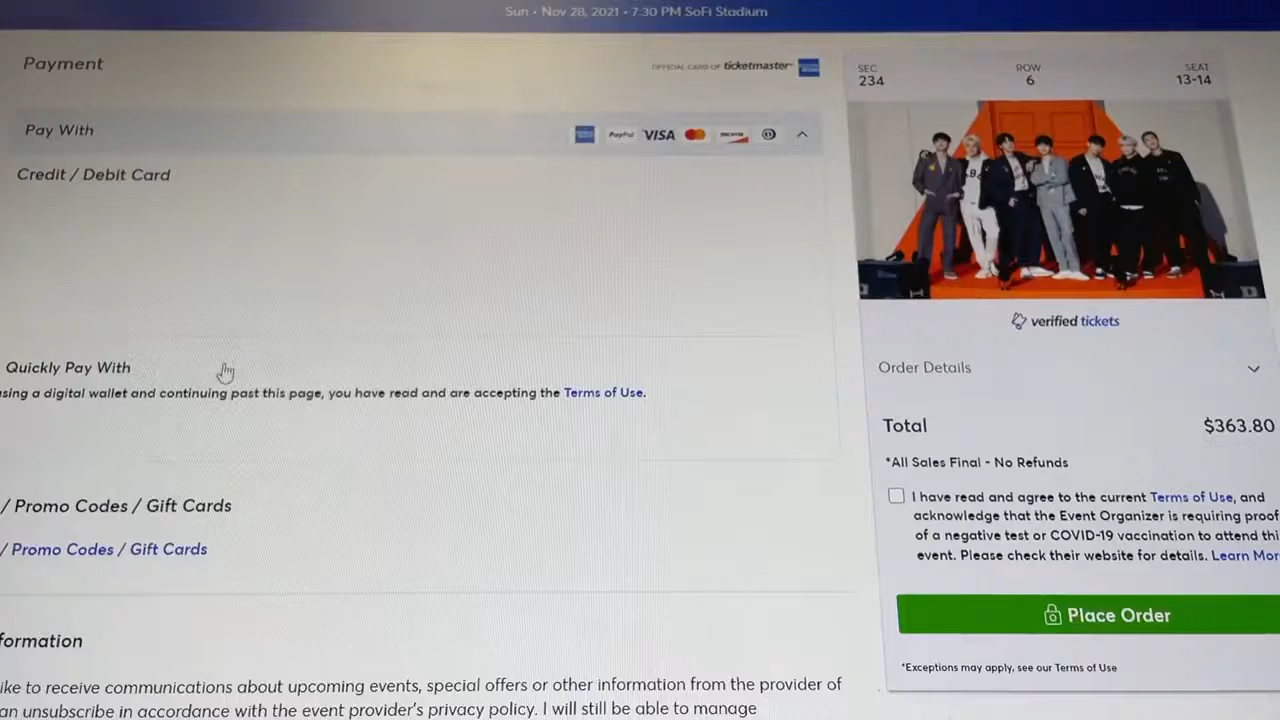 Sun • Nov 28, 2021 • 7:30 PM SoFi Stadium
Payment
OFFICIAL CARD OF ticketmaster
Pay With
PayPal VISA
Credit / Debit Card
Quickly Pay With
sing a digital wallet and continuing past this page, you have read and are accepting the Terms of Use.
/ Promo Codes / Gift Cards
/ Promo Codes / Gift Cards
formation
ike to receive communications about upcoming events, special offers or other information from the provider of
an unsubscribe in accordance with the event provider's privacy policy. I will still be able to manage
SEC ROW SEAT
234 6 13-14
verified tickets
Order Details
Total $363.80
*All Sales Final - No Refunds
I have read and agree to the current Terms of Use, and
acknowledge that the Event Organizer is requiring proof
of a negative test or COVID-19 vaccination to attend thi
event. Please check their website for details. Learn Mor
Place Order
*Exceptions may apply, see our Terms of Use